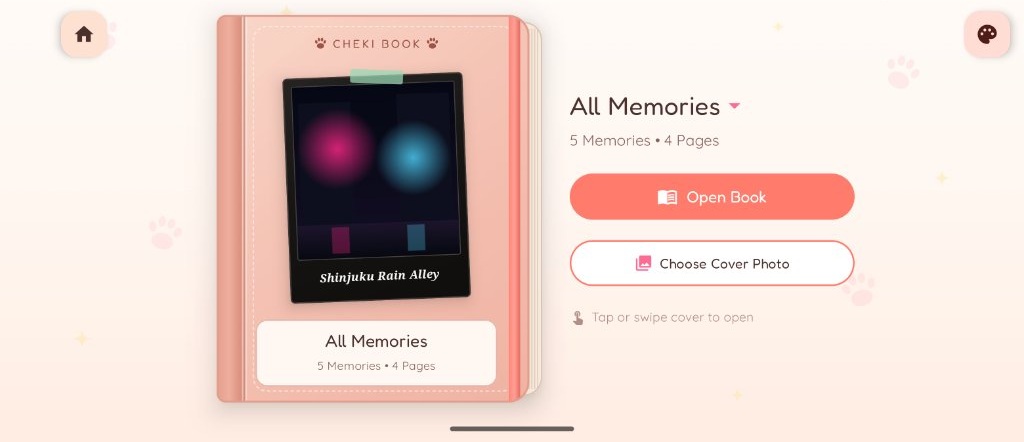 CHEKI BOOK
Shinjuku Rain Alley
All Memories
5 Memories • 4 Pages
All Memories
5 Memories • 4 Pages
Open Book
Choose Cover Photo
Tap or swipe cover to open